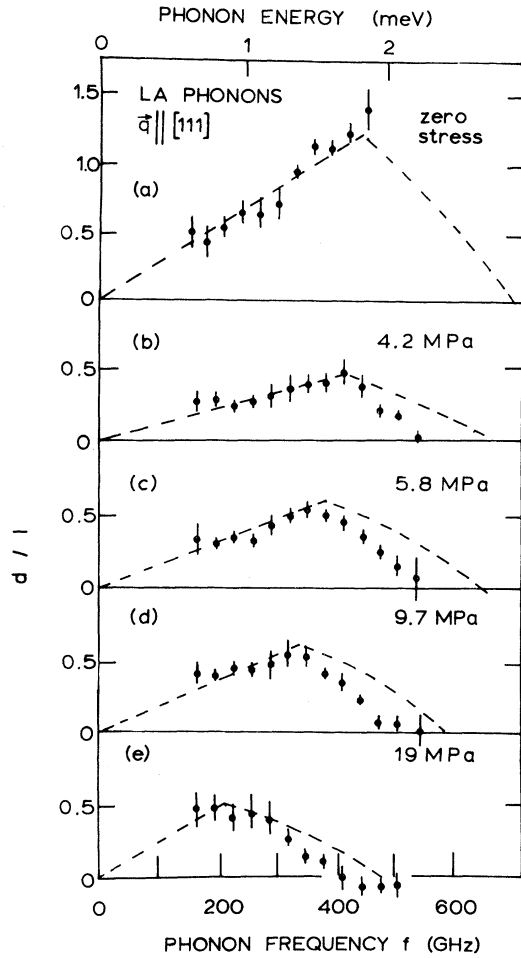 PHONON ENERGY (meV)
0 1 2
1.5
1.0
0.5
0
LA PHONONS
q⃗ || [111]
zero
stress
(a)
(b)
4.2 MPa
0.5
0
(c)
5.8 MPa
0.5
0
d / l
(d)
9.7 MPa
0.5
0
(e)
19 MPa
0.5
0
0 200 400 600
PHONON FREQUENCY f (GHz)